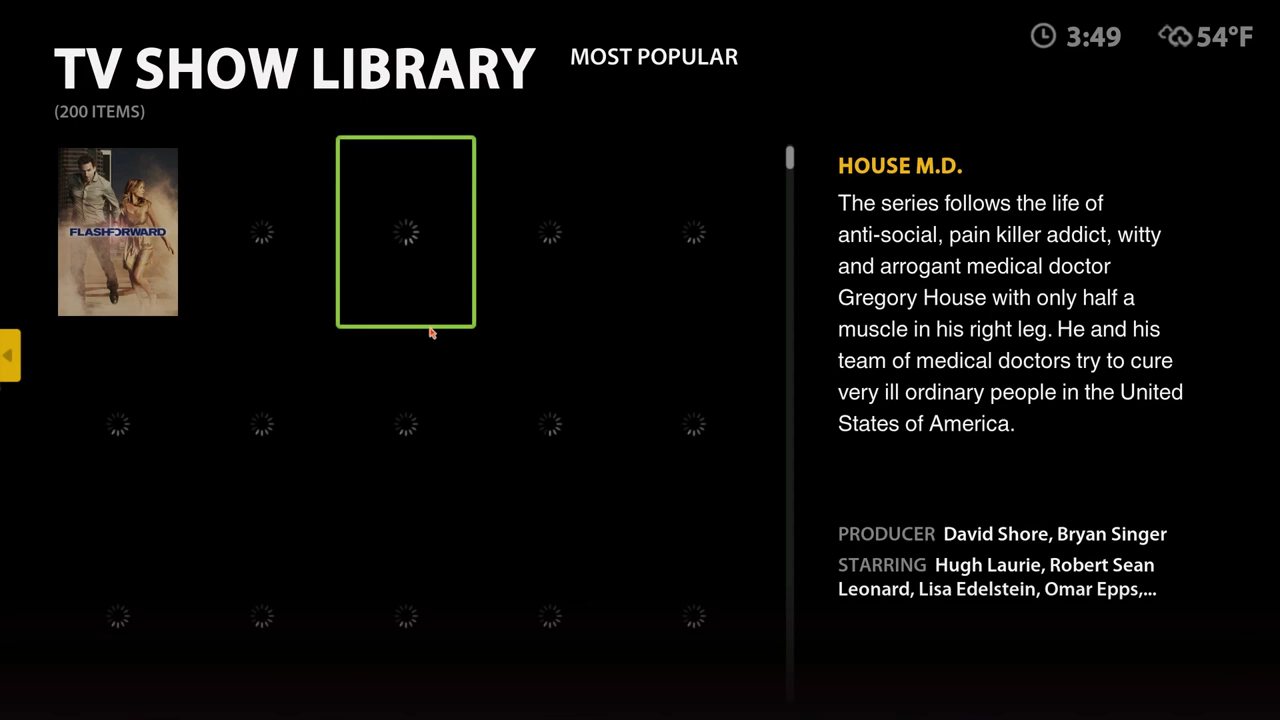 TV SHOW LIBRARY
MOST POPULAR
3:49
54°F
(200 ITEMS)
FLASHFORWARD
HOUSE M.D.
The series follows the life of
anti-social, pain killer addict, witty
and arrogant medical doctor
Gregory House with only half a
muscle in his right leg. He and his
team of medical doctors try to cure
very ill ordinary people in the United
States of America.
PRODUCER David Shore, Bryan Singer
STARRING Hugh Laurie, Robert Sean
Leonard, Lisa Edelstein, Omar Epps,...